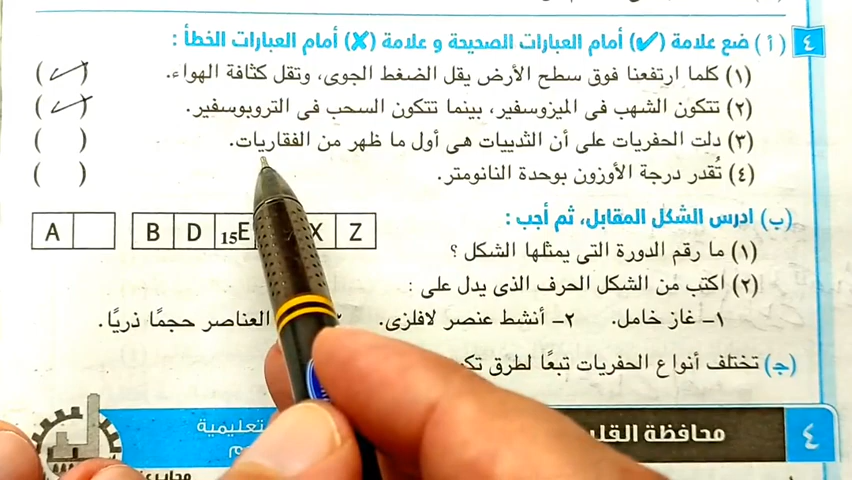 ٤ (أ) ضع علامة (✔) أمام العبارات الصحيحة و علامة (✘) أمام العبارات الخطأ :
(١) كلما ارتفعنا فوق سطح الأرض يقل الضغط الجوى، وتقل كثافة الهواء. (✓)
(٢) تتكون الشهب فى الميزوسفير، بينما تتكون السحب فى التروبوسفير. (✓)
(٣) دلت الحفريات على أن الثدييات هى أول ما ظهر من الفقاريات. ( )
(٤) تُقدر درجة الأوزون بوحدة النانومتر. ( )
(ب) ادرس الشكل المقابل، ثم أجب :
A B D 15E X Z
(١) ما رقم الدورة التى يمثلها الشكل ؟
(٢) اكتب من الشكل الحرف الذى يدل على :
١- غاز خامل. ٢- أنشط عنصر لافلزى. العناصر حجمًا ذريًا.
(ج) تختلف أنواع الحفريات تبعًا لطرق
٤ محافظة
تعليمية